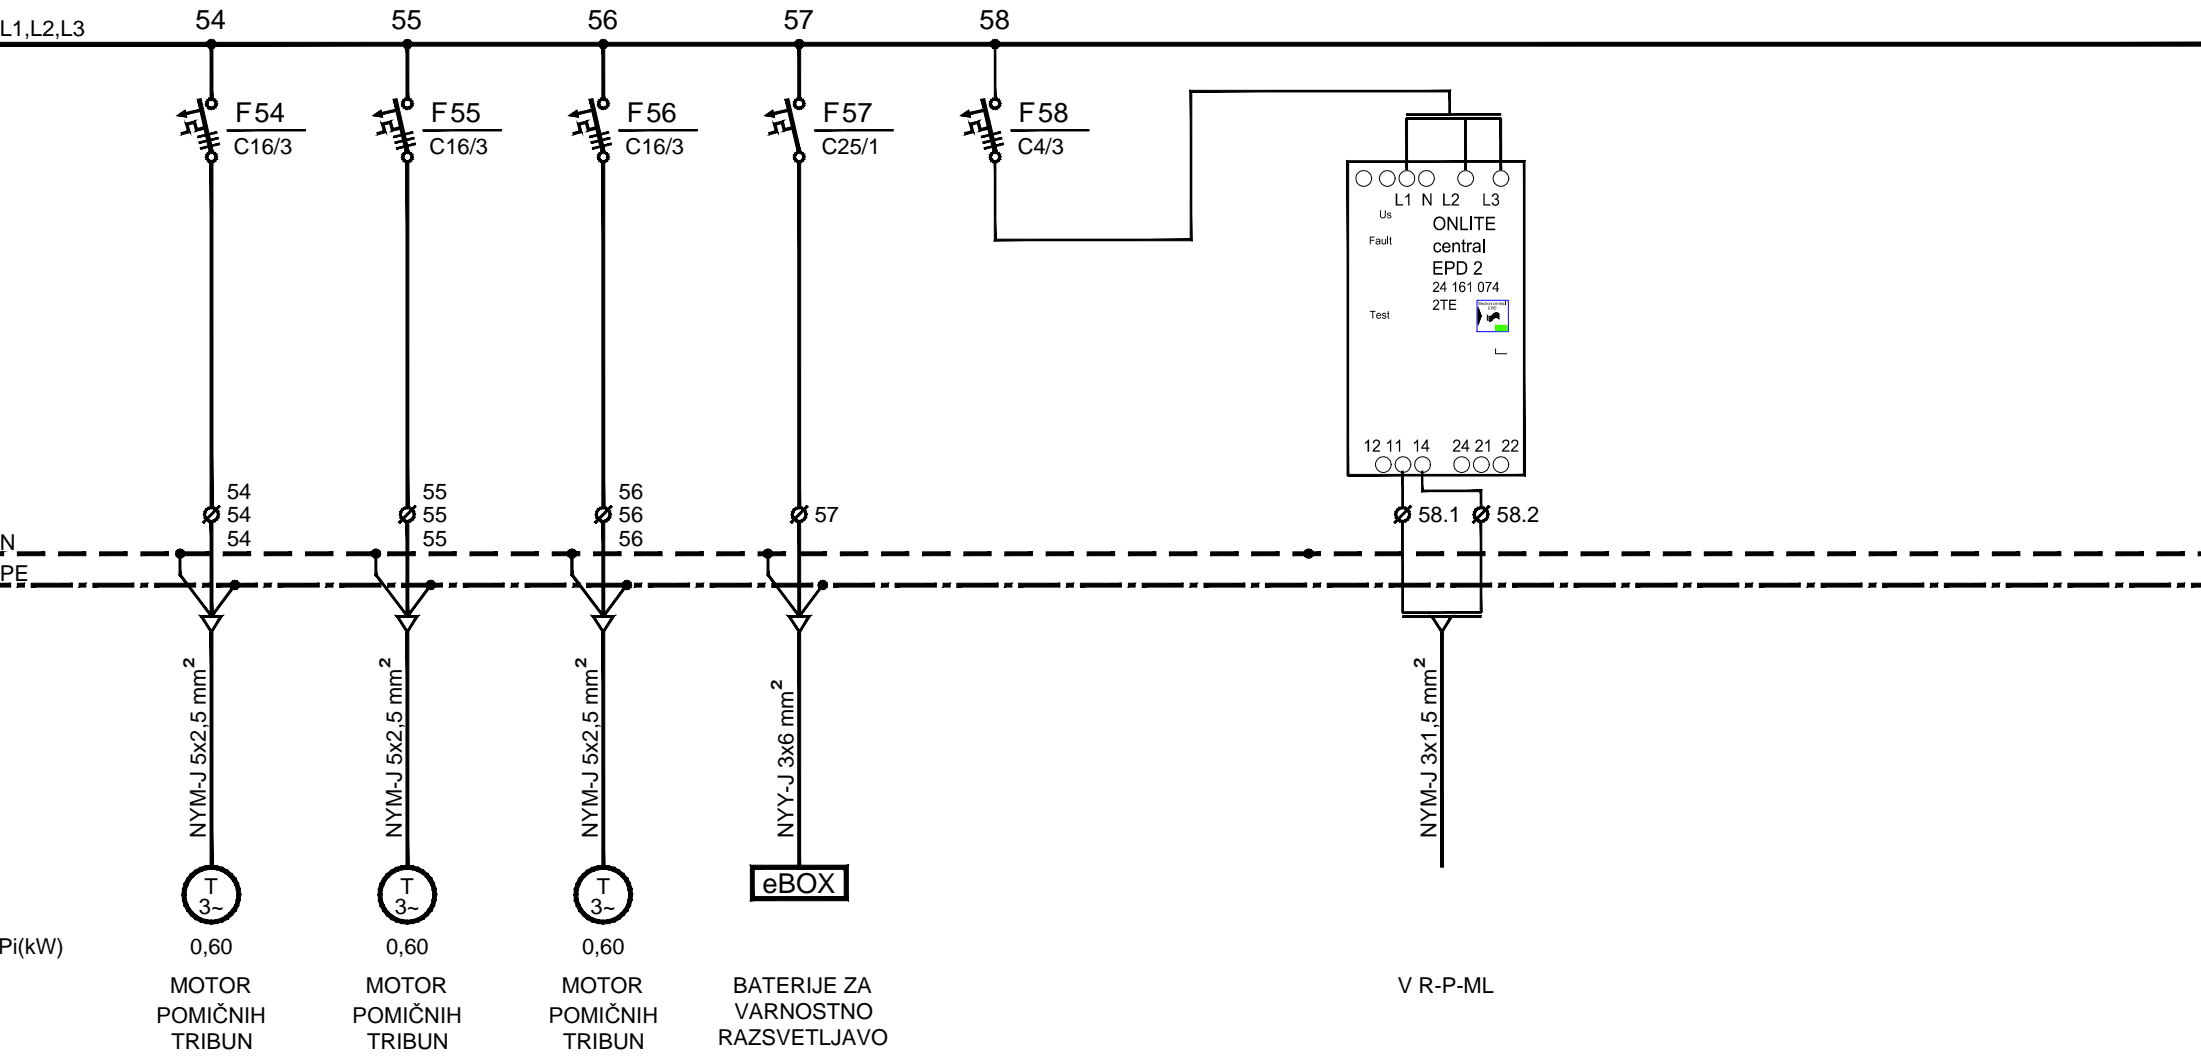 54 55 56 57 58
L1,L2,L3
F54 F55 F56 F57 F58
C16/3 C16/3 C16/3 C25/1 C4/3
L1 N L2 L3
Us
ONLITE
Fault
central
EPD 2
24 161 074
2TE
Test
12 11 14 24 21 22
54 55 56
54 55 56 57 58.1 58.2
54 55 56
N
PE
NYM-J 5x2,5 mm²
NYM-J 5x2,5 mm²
NYM-J 5x2,5 mm²
NYY-J 3x6 mm²
NYM-J 3x1,5 mm²
T T T
3~ 3~ 3~
eBOX
Pi(kW) 0,60 0,60 0,60
MOTOR
POMIČNIH
TRIBUN
MOTOR
POMIČNIH
TRIBUN
MOTOR
POMIČNIH
TRIBUN
BATERIJE ZA
VARNOSTNO
RAZSVETLJAVO
V R-P-ML